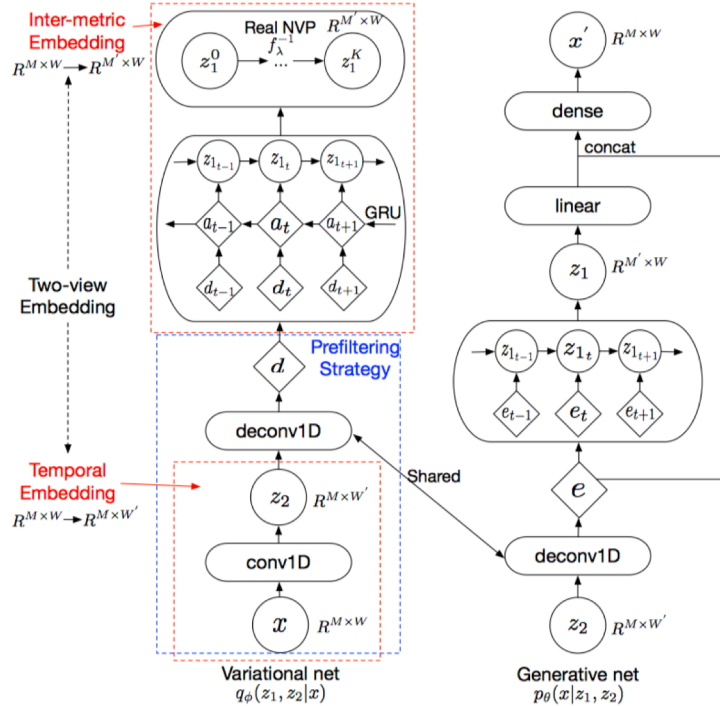 Inter-metric
Embedding
R^{M×W} → R^{M'×W}
Two-view
Embedding
Temporal
Embedding
R^{M×W} → R^{M×W'}
Real NVP R^{M'×W}
f_λ^{-1}
z_1^0 ... z_1^K
z_{1_{t-1}} z_{1_t} z_{1_{t+1}}
GRU
a_{t-1} a_t a_{t+1}
d_{t-1} d_t d_{t+1}
Prefiltering
Strategy
d
deconv1D
z_2 R^{M×W'}
conv1D
x R^{M×W}
Variational net
q_ϕ(z_1, z_2|x)
Shared
x' R^{M×W}
dense
concat
linear
z_1 R^{M'×W}
z_{1_{t-1}} z_{1_t} z_{1_{t+1}}
e_{t-1} e_t e_{t+1}
e
deconv1D
z_2 R^{M×W'}
Generative net
p_θ(x|z_1, z_2)